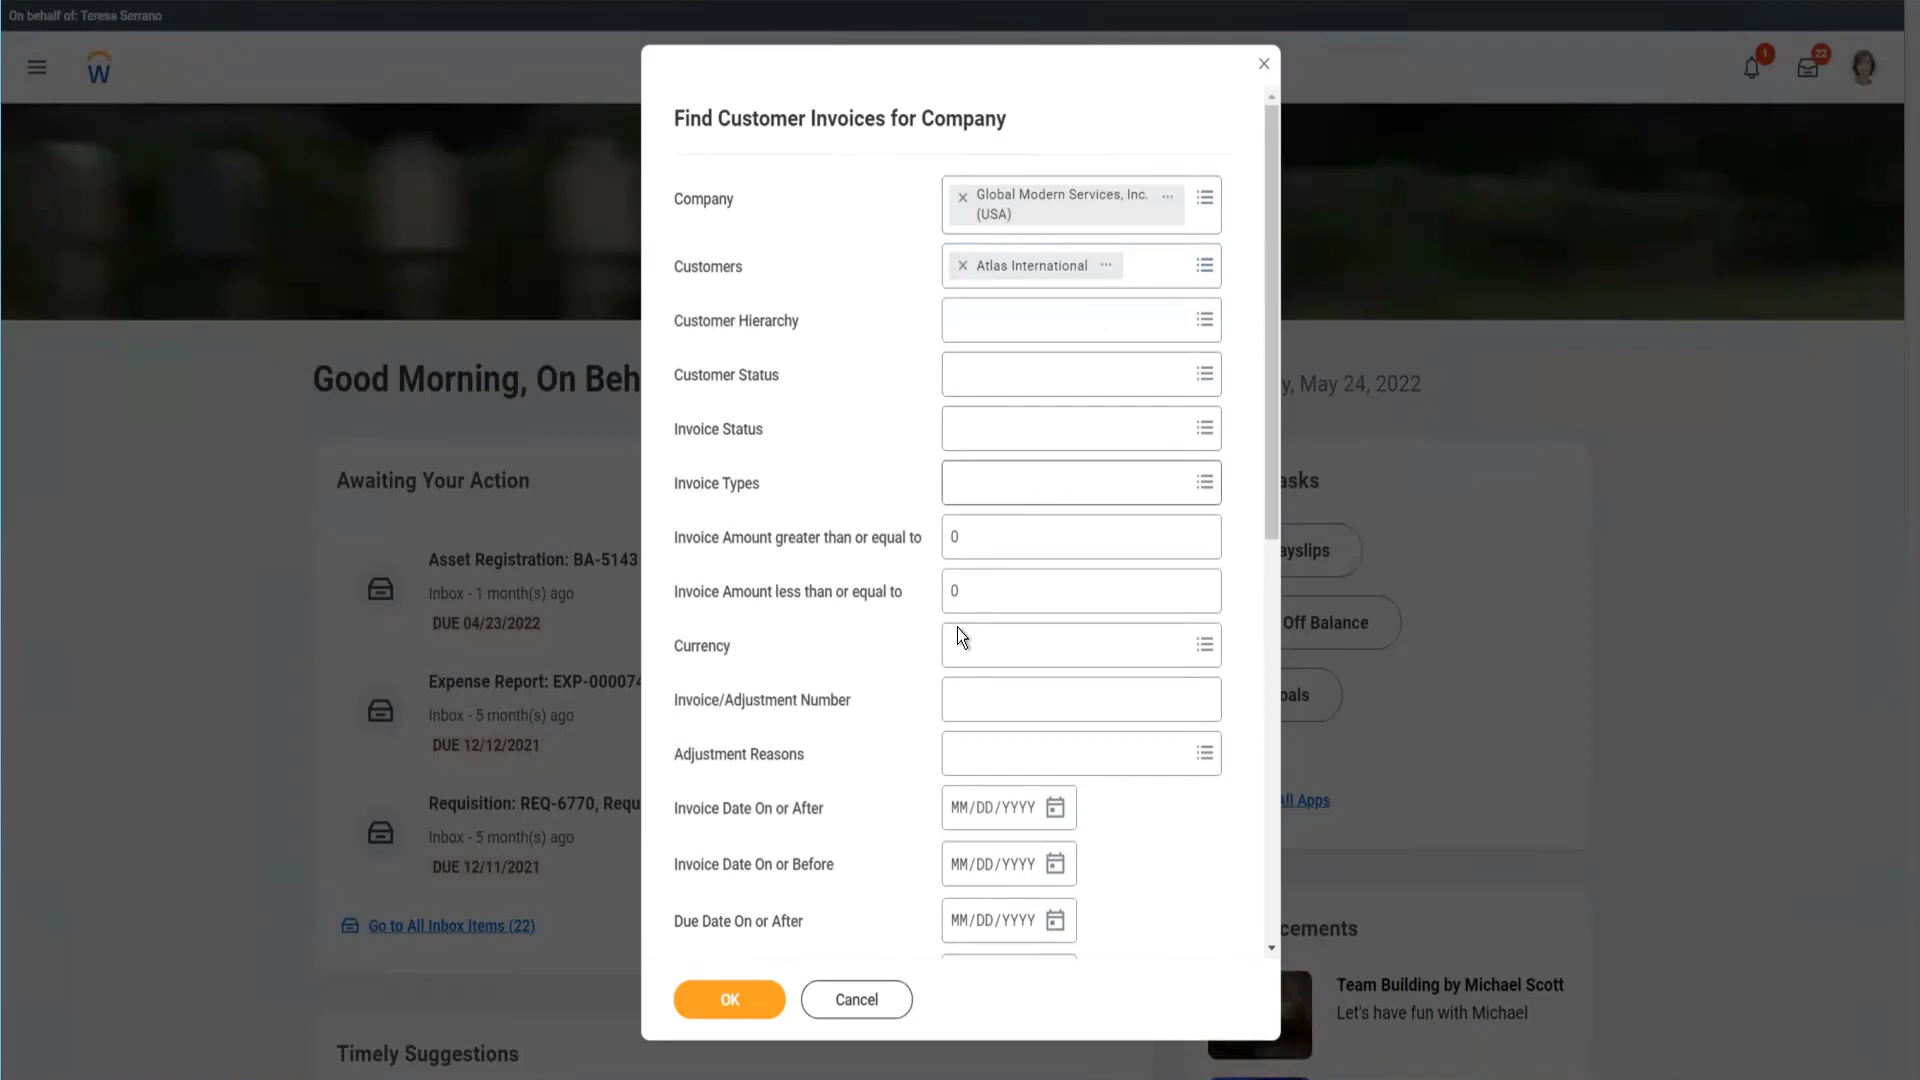 On behalf of: Teresa Serrano
W
1
22
Good Morning, On Beh
y, May 24, 2022
Awaiting Your Action
Asset Registration: BA-5143
Inbox - 1 month(s) ago
DUE 04/23/2022
Expense Report: EXP-000074
Inbox - 5 month(s) ago
DUE 12/12/2021
Requisition: REQ-6770, Requ
Inbox - 5 month(s) ago
DUE 12/11/2021
Go to All Inbox Items (22)
Timely Suggestions
Find Customer Invoices for Company
Company
Global Modern Services, Inc.
(USA)
Customers
Atlas International
Customer Hierarchy
Customer Status
Invoice Status
Invoice Types
Invoice Amount greater than or equal to
0
Invoice Amount less than or equal to
0
Currency
Invoice/Adjustment Number
Adjustment Reasons
Invoice Date On or After
MM/DD/YYYY
Invoice Date On or Before
MM/DD/YYYY
Due Date On or After
MM/DD/YYYY
OK
Cancel
asks
ayslips
Off Balance
oals
All Apps
cements
Team Building by Michael Scott
Let's have fun with Michael